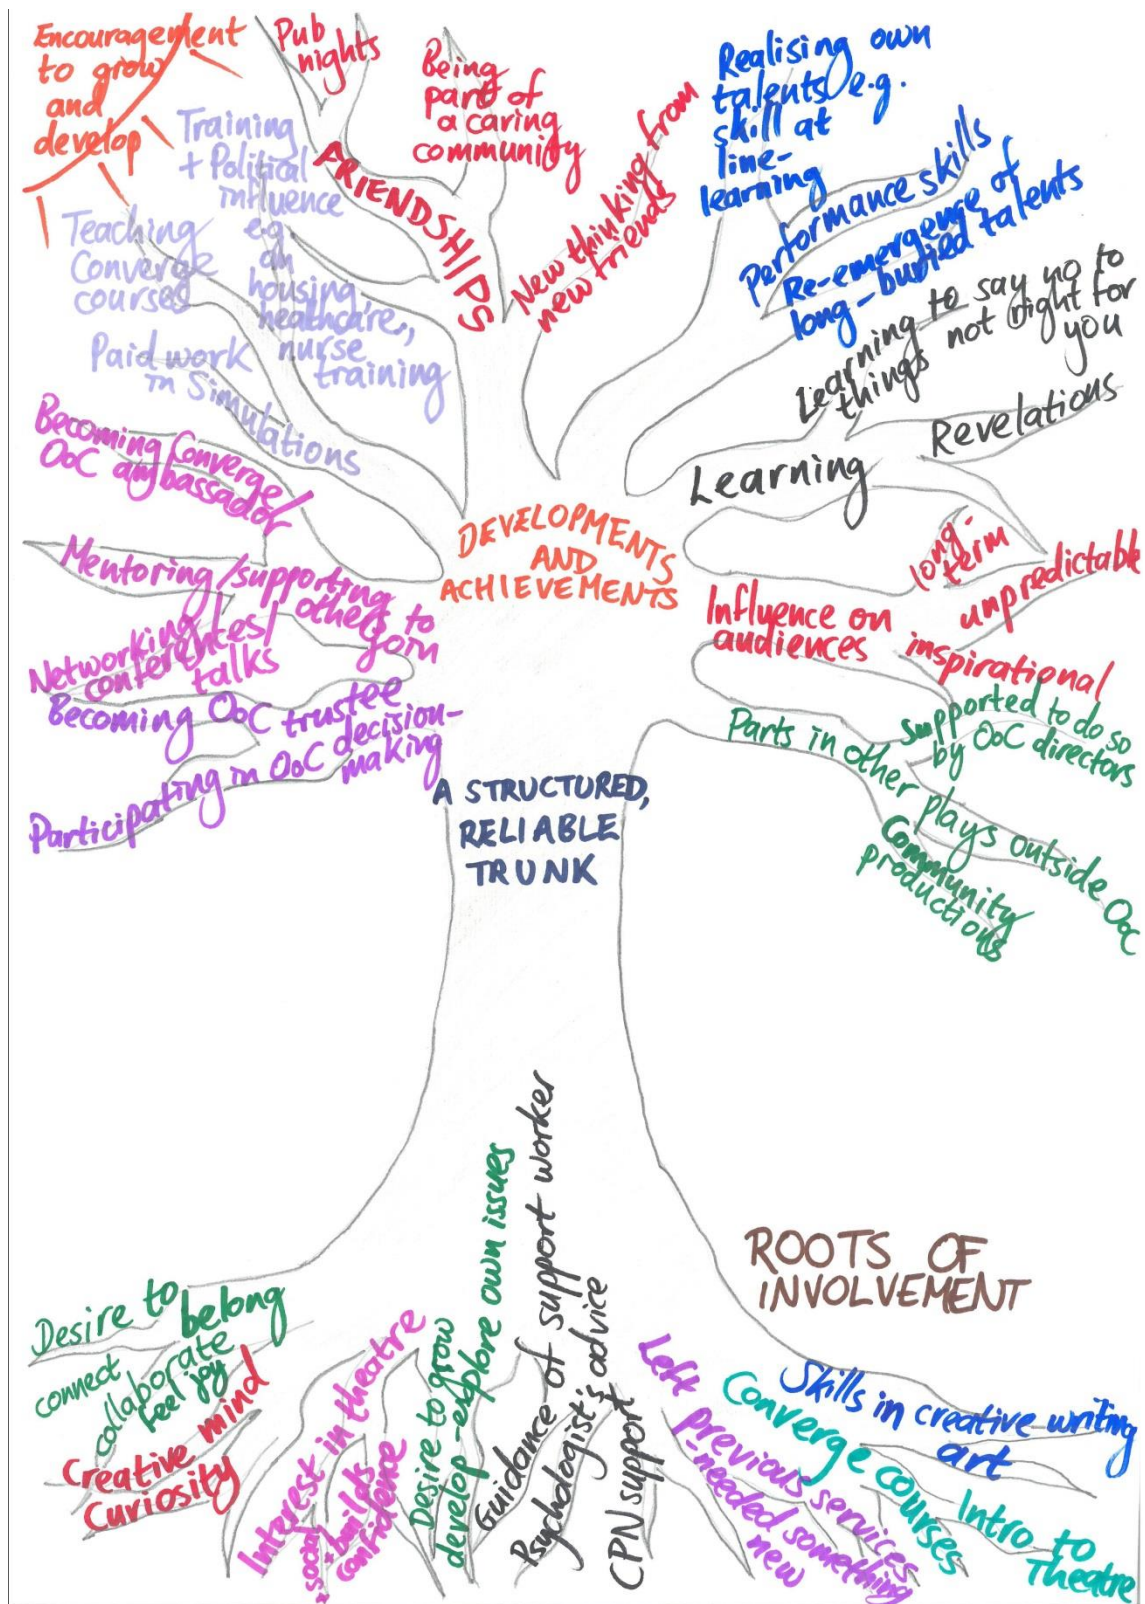 Encouragement
to grow
and
develop
Pub
nights
Being
part of
a caring
community
FRIENDSHIPS
New thinking from
new friends
Realising own
talents e.g.
skill at
line-
learning
Performance skills
Re-emergence of
long-buried talents
Training
+ Political
influence
e.g.
on
housing,
healthcare,
nurse
training
Teaching
Converge
courses
Paid work
in Simulations
Learning to say no to
things not right for
you
Learning
Revelations
Becoming Converge/
OoC ambassador
Mentoring/supporting
others to
join
Networking/
conferences/
talks
Becoming OoC trustee
Participating in OoC decision-
making
DEVELOPMENTS
AND
ACHIEVEMENTS
Influence on
audiences
long-
term
unpredictable
inspirational
Parts in other plays outside OoC
Supported to do so
by OoC directors
Community
productions
A STRUCTURED,
RELIABLE
TRUNK
ROOTS OF
INVOLVEMENT
Desire to belong
connect
collaborate
feel joy
Creative mind
Curiosity
Interest in theatre
social
+ builds
confidence
Desire to grow
develop - explore own issues
Guidance of support worker
Psychologist's advice
CPN support
Left previous services
- needed something
new
Converge courses
Intro to
Theatre
Skills in creative writing
art